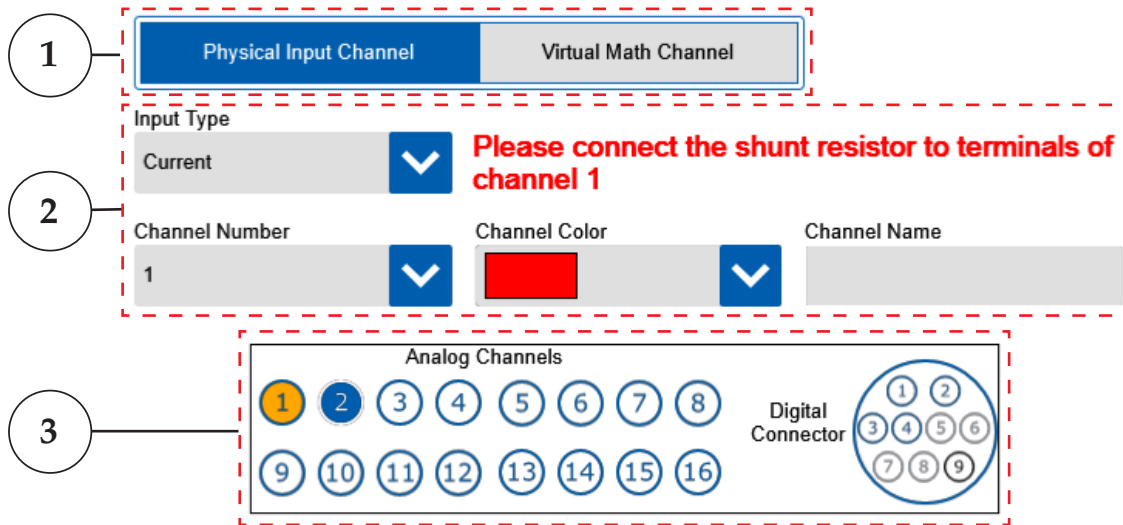 1
Physical Input Channel Virtual Math Channel
Input Type
Current
Please connect the shunt resistor to terminals of
channel 1
2
Channel Number Channel Color Channel Name
1
Analog Channels
1 2 3 4 5 6 7 8
9 10 11 12 13 14 15 16
3
Digital
Connector
1 2
3 4 5 6
7 8 9